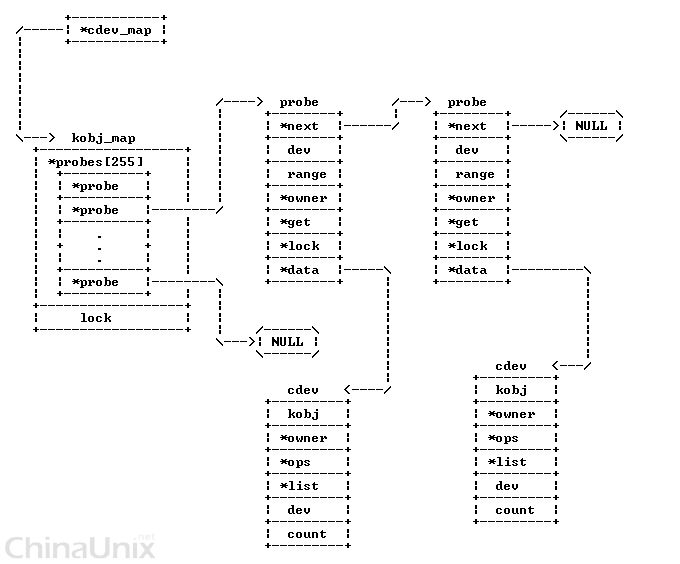 *cdev_map
kobj_map
*probes[255]
*probe
*probe
.
.
.
*probe
lock
probe
*next
dev
range
*owner
*get
*lock
*data
probe
*next
dev
range
*owner
*get
*lock
*data
NULL
NULL
cdev
kobj
*owner
*ops
*list
dev
count
cdev
kobj
*owner
*ops
*list
dev
count
ChinaUnix.net